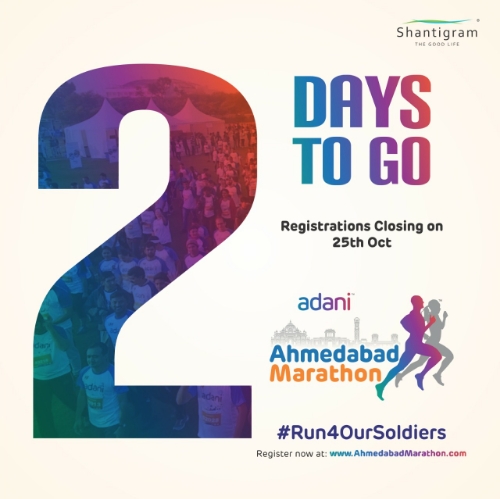 Shantigram
THE GOOD LIFE
2
DAYS
TO GO
Registrations Closing on
25th Oct
adani
Ahmedabad
Marathon
#Run4OurSoldiers
Register now at: www.AhmedabadMarathon.com
adani